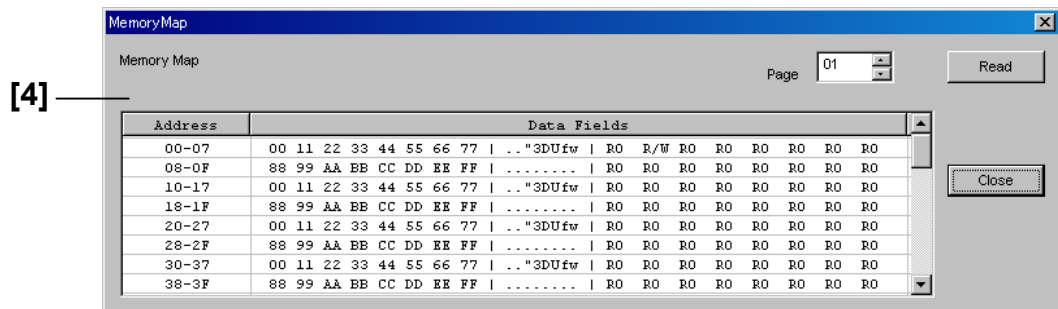 MemoryMap
Memory Map
Page 01 Read
[4]
Address Data Fields
00-07 00 11 22 33 44 55 66 77 | .."3DUfw | RO R/W RO RO RO RO RO RO
08-0F 88 99 AA BB CC DD EE FF | ........ | RO RO RO RO RO RO RO RO
10-17 00 11 22 33 44 55 66 77 | .."3DUfw | RO RO RO RO RO RO RO RO
18-1F 88 99 AA BB CC DD EE FF | ........ | RO RO RO RO RO RO RO RO
20-27 00 11 22 33 44 55 66 77 | .."3DUfw | RO RO RO RO RO RO RO RO
28-2F 88 99 AA BB CC DD EE FF | ........ | RO RO RO RO RO RO RO RO
30-37 00 11 22 33 44 55 66 77 | .."3DUfw | RO RO RO RO RO RO RO RO
38-3F 88 99 AA BB CC DD EE FF | ........ | RO RO RO RO RO RO RO RO
Close